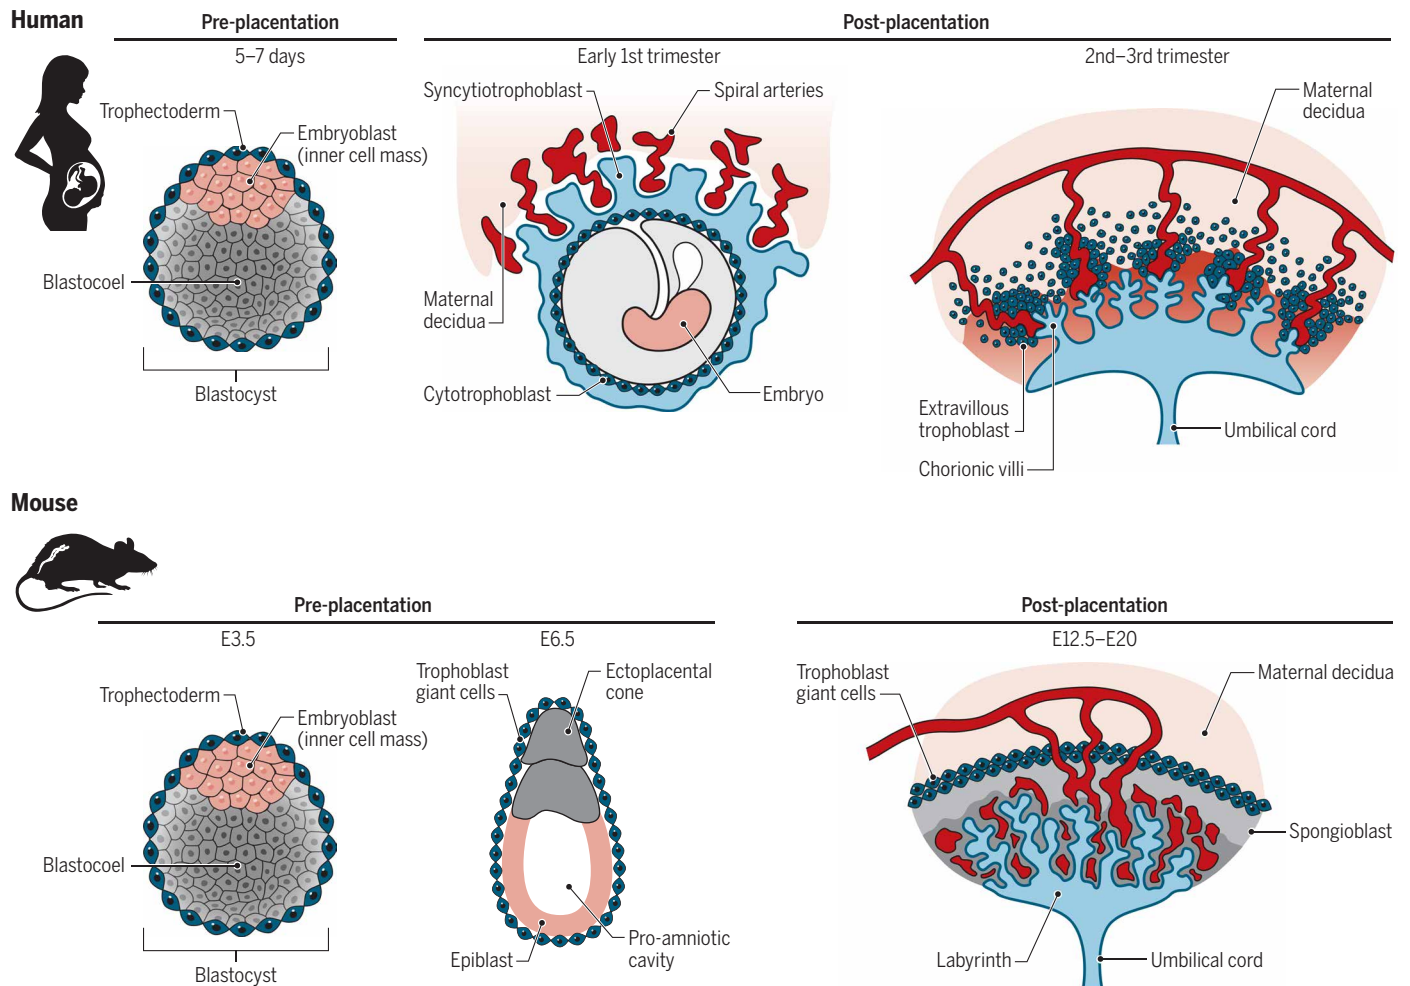 Human
Pre-placentation
Post-placentation
5–7 days
Early 1st trimester
2nd–3rd trimester
Trophectoderm
Embryoblast
(inner cell mass)
Blastocoel
Blastocyst
Syncytiotrophoblast
Spiral arteries
Maternal
decidua
Cytotrophoblast
Embryo
Maternal
decidua
Extravillous
trophoblast
Chorionic villi
Umbilical cord
Mouse
Pre-placentation
Post-placentation
E3.5
E6.5
E12.5–E20
Trophectoderm
Embryoblast
(inner cell mass)
Blastocoel
Blastocyst
Trophoblast
giant cells
Ectoplacental
cone
Epiblast
Pro-amniotic
cavity
Trophoblast
giant cells
Maternal decidua
Spongioblast
Labyrinth
Umbilical cord